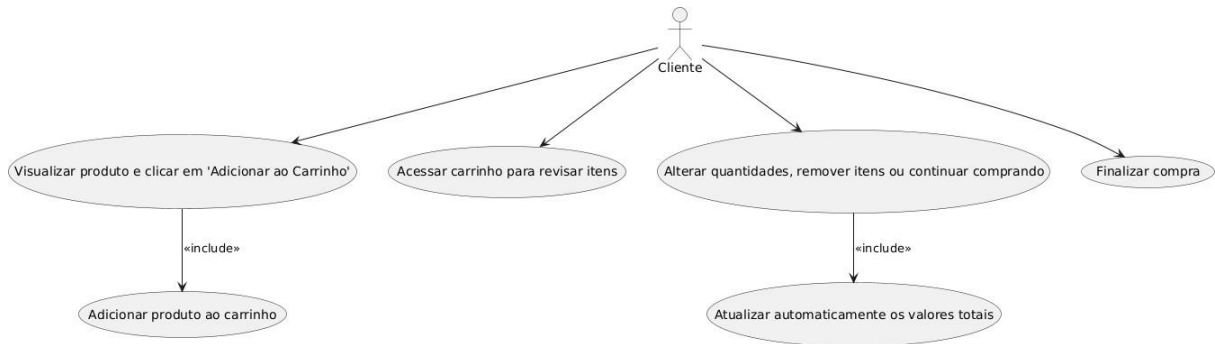 Cliente
Visualizar produto e clicar em 'Adicionar ao Carrinho'
Acessar carrinho para revisar itens
Alterar quantidades, remover itens ou continuar comprando
Finalizar compra
«include»
«include»
Adicionar produto ao carrinho
Atualizar automaticamente os valores totais